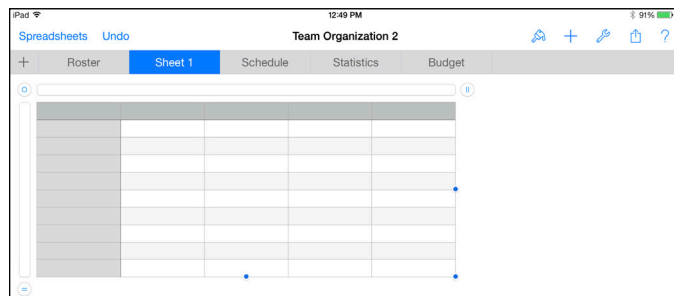 iPad 12:49 PM 91%
Spreadsheets Undo Team Organization 2 + ?
+ Roster Sheet 1 Schedule Statistics Budget